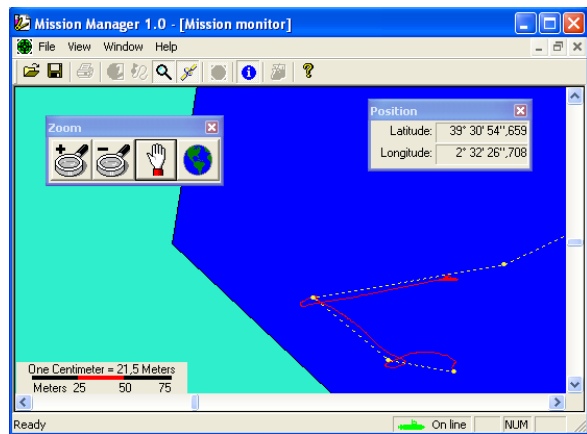 Mission Manager 1.0 - [Mission monitor]
File View Window Help
Position
Latitude: 39° 30' 54'',659
Longitude: 2° 32' 26'',708
Zoom
One Centimeter = 21,5 Meters
Meters 25 50 75
Ready On line NUM